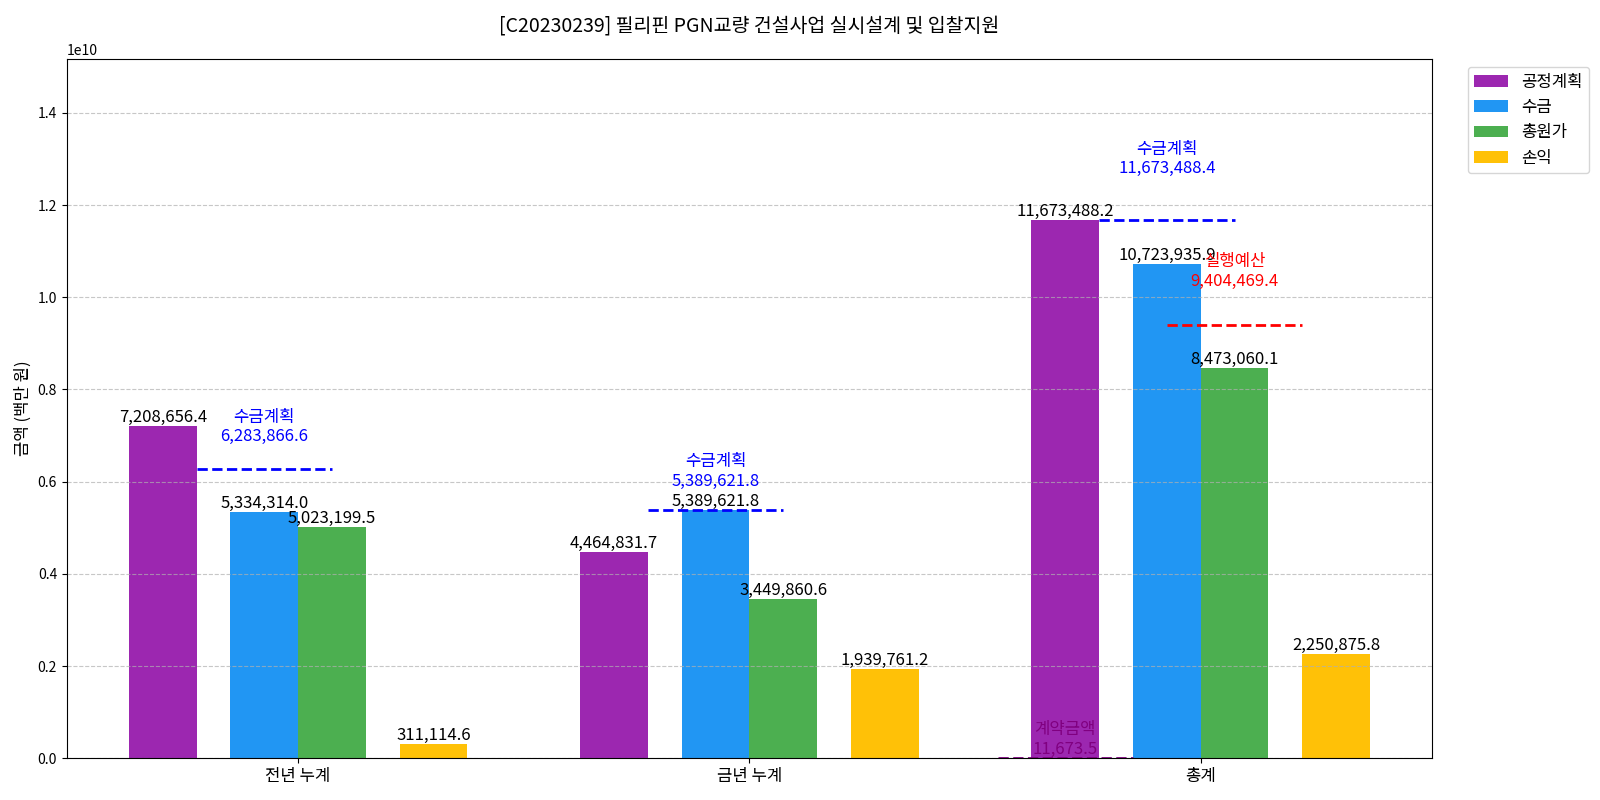 [C20230239] 필리핀 PGN교량 건설사업 실시설계 및 입찰지원
1e10
공정계획
수금
총원가
손익
금액 (백만 원)
1.4
1.2
1.0
0.8
0.6
0.4
0.2
0.0
7,208,656.4
수금계획
6,283,866.6
5,334,314.0
5,023,199.5
311,114.6
수금계획
5,389,621.8
5,389,621.8
4,464,831.7
3,449,860.6
1,939,761.2
수금계획
11,673,488.4
11,673,488.2
10,723,935.9
실행예산
9,404,469.4
8,473,060.1
2,250,875.8
계약금액
11,673.5
전년 누계
금년 누계
총계